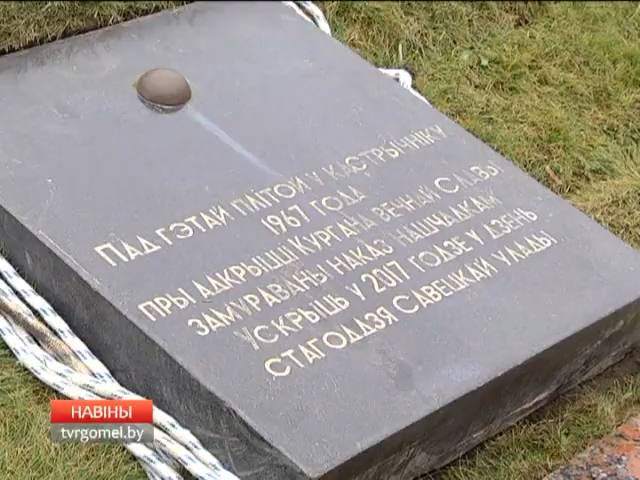 ПАД ГЭТАЙ ПЛІТОЙ У КАСТРЫЧНІКУ
1967 ГОДА
ПРЫ АДКРЫЦЦІ КУРГАНА ВЕЧНАЙ СЛАВЫ
ЗАМУРАВАНЫ НАКАЗ НАШЧАДКАМ
УСКРЫЦЬ У 2017 ГОДЗЕ У ДЗЕНЬ
СТАГОДДЗЯ САВЕЦКАЙ УЛАДЫ
НАВІНЫ
tvrgomel.by